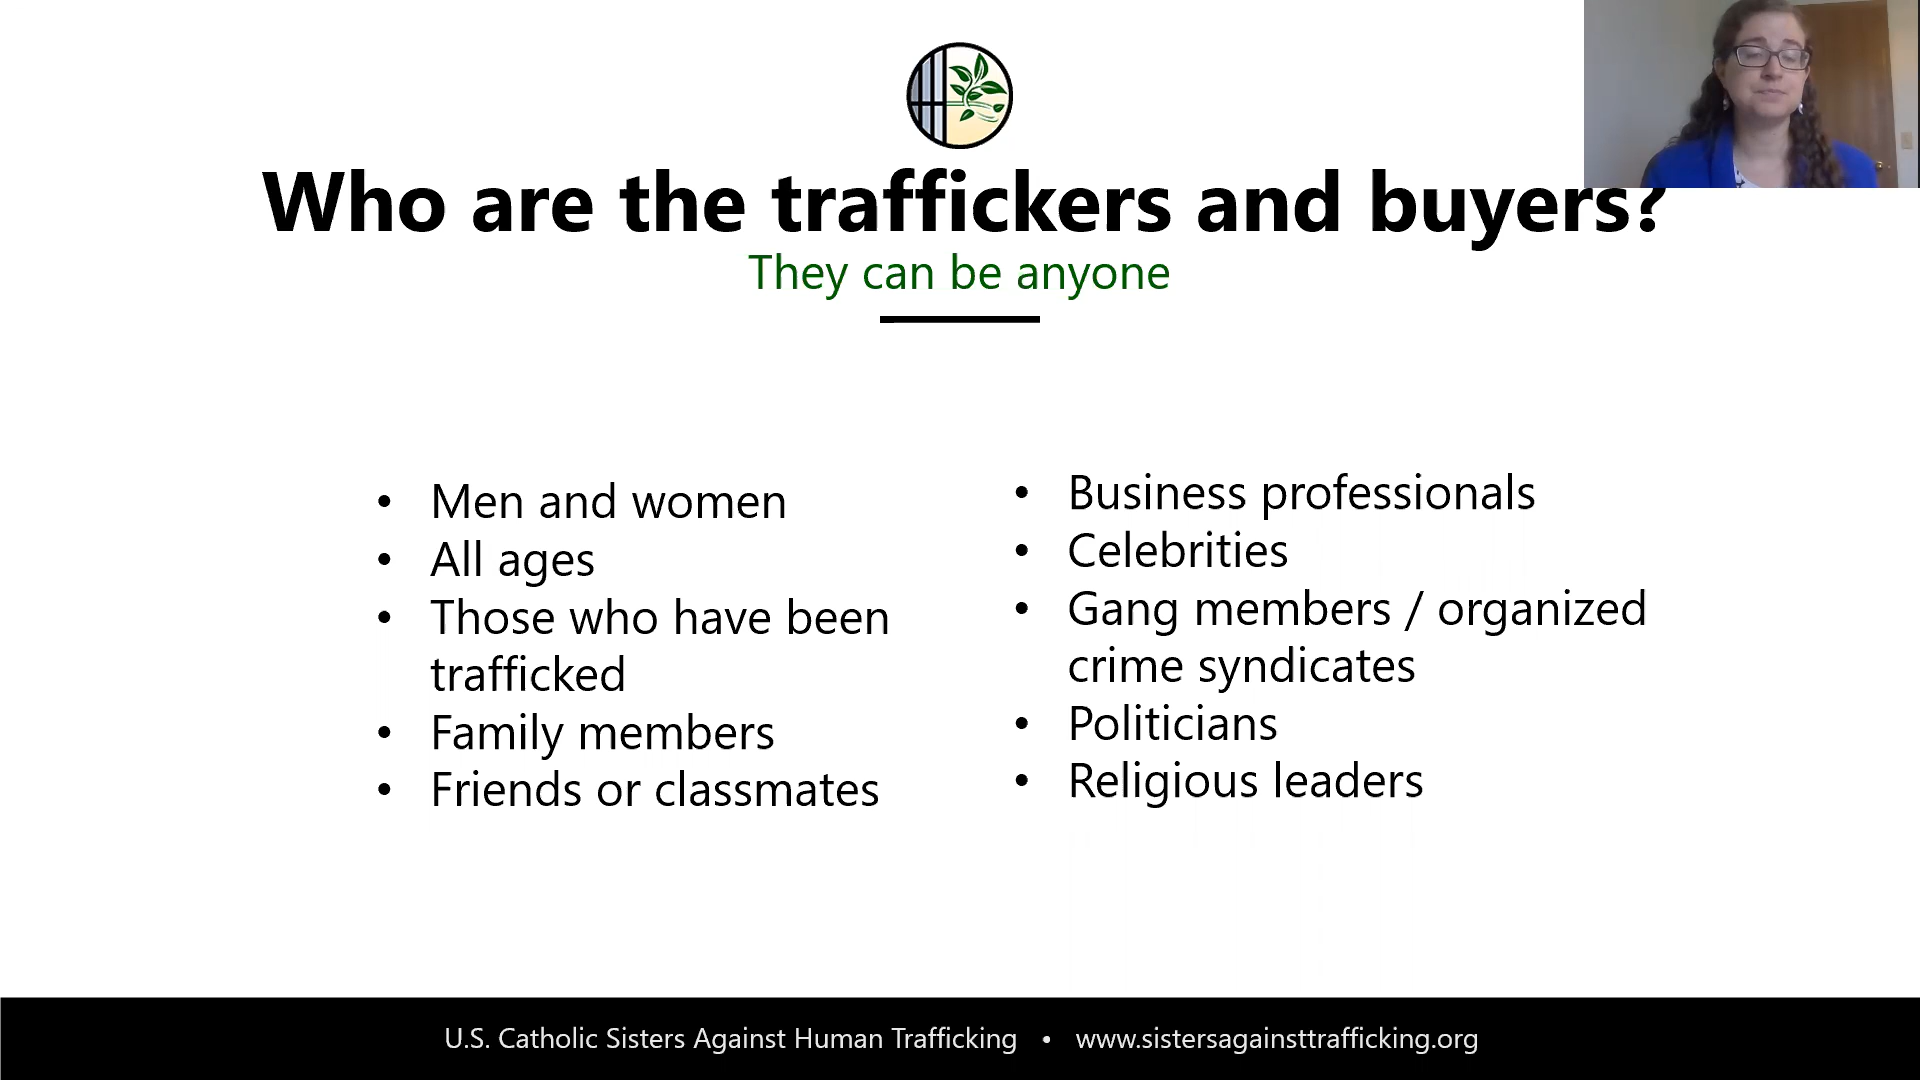 Who are the traffickers and buyers?
They can be anyone
• Men and women
• All ages
• Those who have been
trafficked
• Family members
• Friends or classmates
• Business professionals
• Celebrities
• Gang members / organized
crime syndicates
• Politicians
• Religious leaders
U.S. Catholic Sisters Against Human Trafficking • www.sistersagainsttrafficking.org